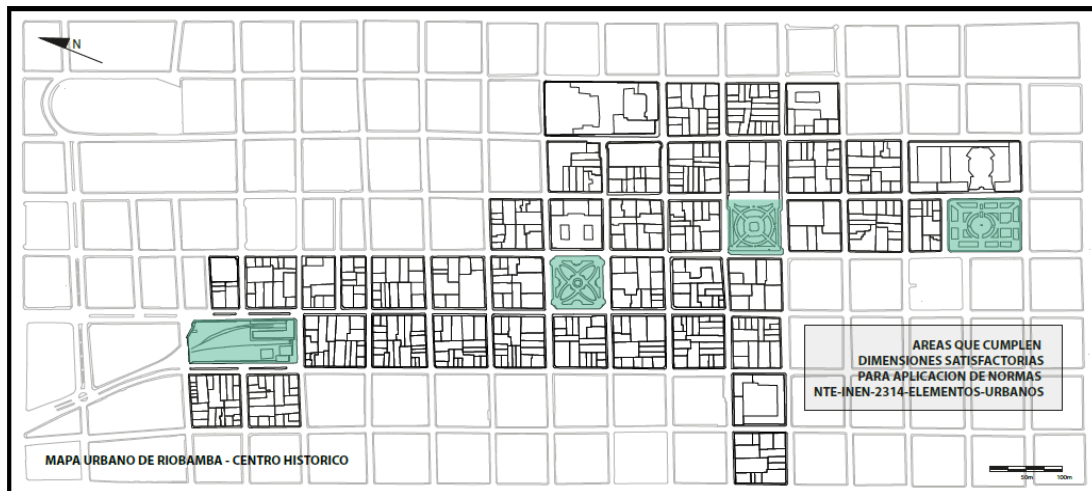 N
AREAS QUE CUMPLEN
DIMENSIONES SATISFACTORIAS
PARA APLICACION DE NORMAS
NTE-INEN-2314-ELEMENTOS-URBANOS
MAPA URBANO DE RIOBAMBA - CENTRO HISTORICO
50m 100m